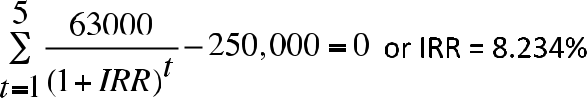 5
∑ 63000 / (1 + IRR)^t − 250,000 = 0 or IRR = 8.234%
t=1